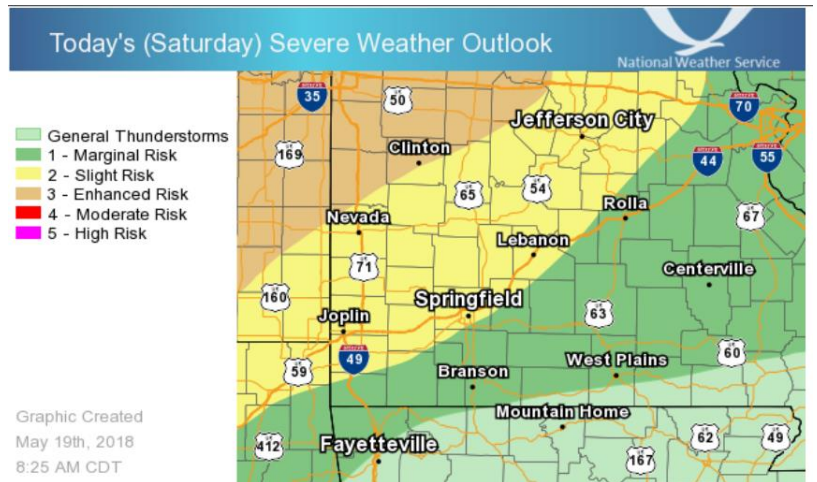 Today's (Saturday) Severe Weather Outlook
National Weather Service
General Thunderstorms
1 - Marginal Risk
2 - Slight Risk
3 - Enhanced Risk
4 - Moderate Risk
5 - High Risk
Graphic Created
May 19th, 2018
8:25 AM CDT
35
50
70
Jefferson City
169
Clinton
44
55
65
54
Rolla
Nevada
67
Lebanon
71
Centerville
160
Springfield
Joplin
63
49
60
59
Branson
West Plains
Mountain Home
412
Fayetteville
62
49
167